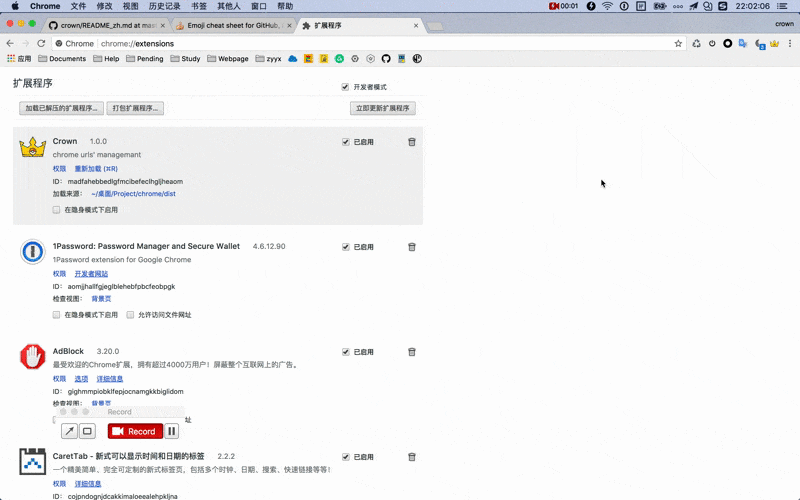 Chrome 文件 修改 视图 历史记录 书签 其他人 窗口 帮助 00:01 22:02:06
crown/README_zh.md at mast Emoji cheat sheet for GitHub, 扩展程序 crown
Chrome chrome://extensions
应用 Documents Help Pending Study Webpage zyyx
扩展程序 开发者模式
加载已解压的扩展程序... 打包扩展程序... 立即更新扩展程序
Crown 1.0.0 已启用
chrome urls' managemant
权限 重新加载 (⌘R)
ID: madfahebbedlgfmcibefeclhgljheaom
加载来源: ~/桌面/Project/chrome/dist
在隐身模式下启用
1Password: Password Manager and Secure Wallet 4.6.12.90 已启用
1Password extension for Google Chrome
权限 开发者网站
ID: aomjjhallfgjeglblehebfpbcfeobpgk
检查视图: 背景页
在隐身模式下启用 允许访问文件网址
AdBlock 3.20.0 已启用
最受欢迎的Chrome扩展，拥有超过4000万用户！屏蔽整个互联网上的广告。
权限 选项 详细信息
ID: gighmmpiobklfepjocnamgkkbiglidom
检查视图: 背景页
Record
址
Record
CaretTab - 新式可以显示时间和日期的标签 2.2.2 已启用
一个精美简单、完全可定制的新式标签页，包括多个时钟、日期、搜索、快速链接等等!
权限 详细信息
ID: cojpndognjdcakkimaloeealehpkljna